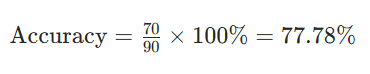 Accuracy = 70/90 × 100% = 77.78%